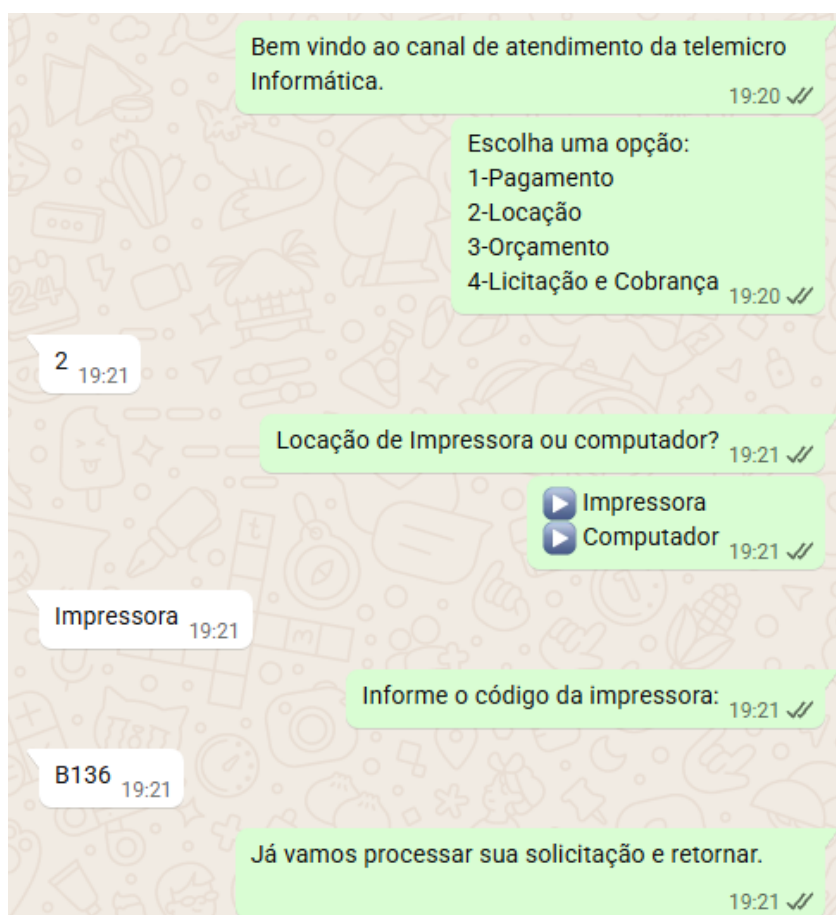 Bem vindo ao canal de atendimento da telemicro
Informática.
19:20
Escolha uma opção:
1-Pagamento
2-Locação
3-Orçamento
4-Licitação e Cobrança 19:20
2 19:21
Locação de Impressora ou computador? 19:21
Impressora
Computador 19:21
Impressora 19:21
Informe o código da impressora: 19:21
B136 19:21
Já vamos processar sua solicitação e retornar.
19:21